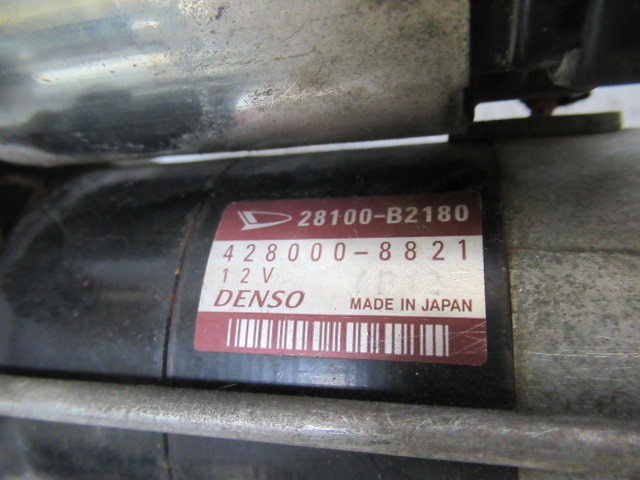 28100-B2180
428000-8821
12V
DENSO MADE IN JAPAN